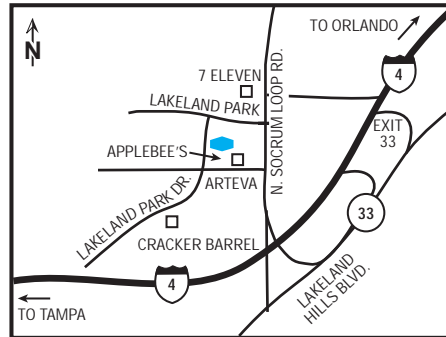 TO ORLANDO
N
4
7 ELEVEN
LAKELAND PARK
N. SOCRUM LOOP RD.
EXIT
33
APPLEBEE'S
ARTEVA
LAKELAND PARK DR.
33
CRACKER BARREL
LAKELAND
HILLS BLVD.
4
TO TAMPA